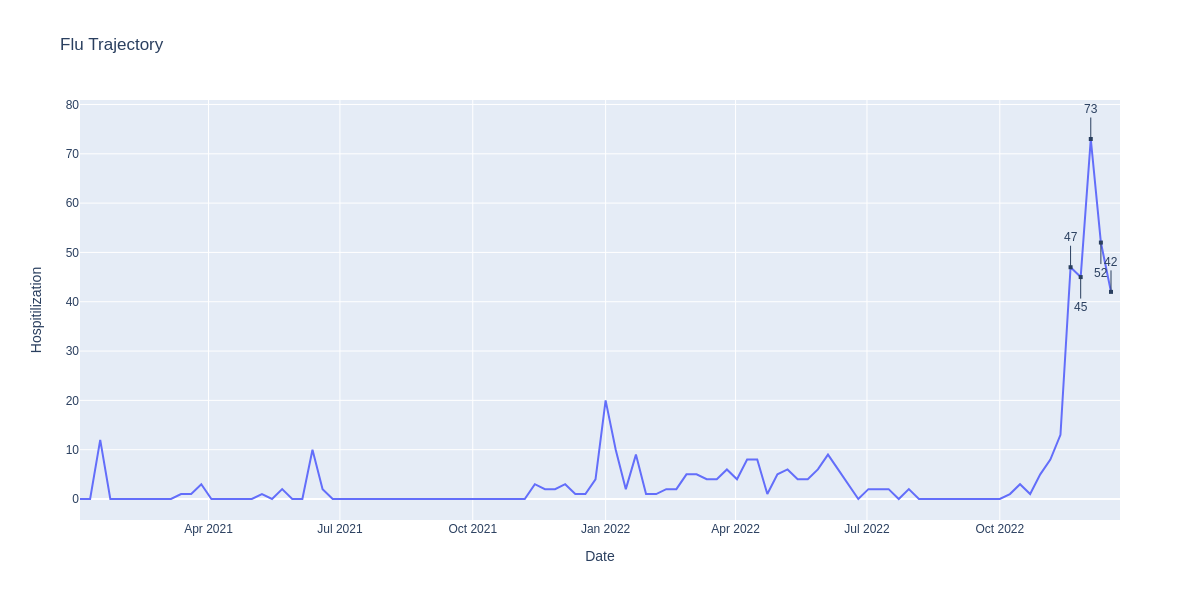 Flu Trajectory
80
70
60
50
40
30
20
10
0
Hospitilization
73
47
42
52
45
Apr 2021
Jul 2021
Oct 2021
Jan 2022
Apr 2022
Jul 2022
Oct 2022
Date